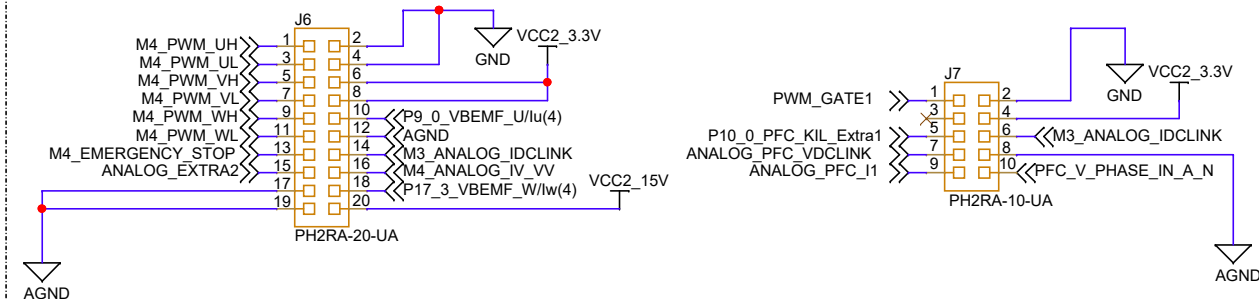 J6
M4_PWM_UH 1 2
M4_PWM_UL 3 4
M4_PWM_VH 5 6
M4_PWM_VL 7 8
M4_PWM_WH 9 10 P9_0_VBEMF_U/Iu(4)
M4_PWM_WL 11 12 AGND
M4_EMERGENCY_STOP 13 14 M3_ANALOG_IDCLINK
ANALOG_EXTRA2 15 16 M4_ANALOG_IV_VV
17 18 P17_3_VBEMF_W/Iw(4)
19 20
PH2RA-20-UA
GND
VCC2_3.3V
VCC2_15V
AGND
J7
PWM_GATE1 1 2
3 4
P10_0_PFC_KIL_Extra1 5 6 M3_ANALOG_IDCLINK
ANALOG_PFC_VDCLINK 7 8
ANALOG_PFC_I1 9 10 PFC_V_PHASE_IN_A_N
PH2RA-10-UA
GND
VCC2_3.3V
AGND